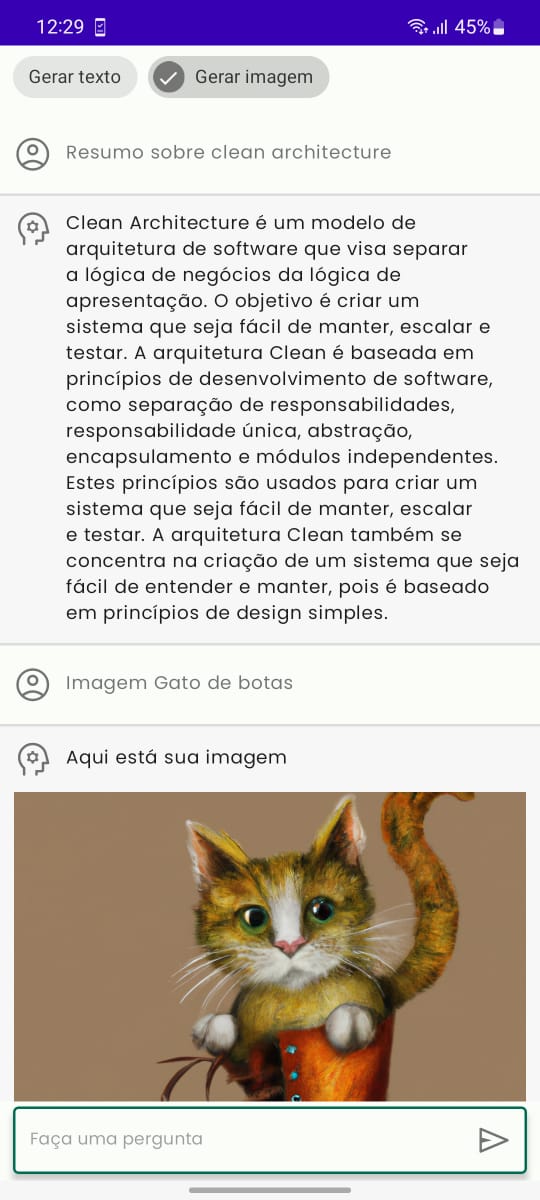 12:29
45%
Gerar texto
Gerar imagem
Resumo sobre clean architecture
Clean Architecture é um modelo de
arquitetura de software que visa separar
a lógica de negócios da lógica de
apresentação. O objetivo é criar um
sistema que seja fácil de manter, escalar e
testar. A arquitetura Clean é baseada em
princípios de desenvolvimento de software,
como separação de responsabilidades,
responsabilidade única, abstração,
encapsulamento e módulos independentes.
Estes princípios são usados para criar um
sistema que seja fácil de manter, escalar
e testar. A arquitetura Clean também se
concentra na criação de um sistema que seja
fácil de entender e manter, pois é baseado
em princípios de design simples.
Imagem Gato de botas
Aqui está sua imagem
Faça uma pergunta